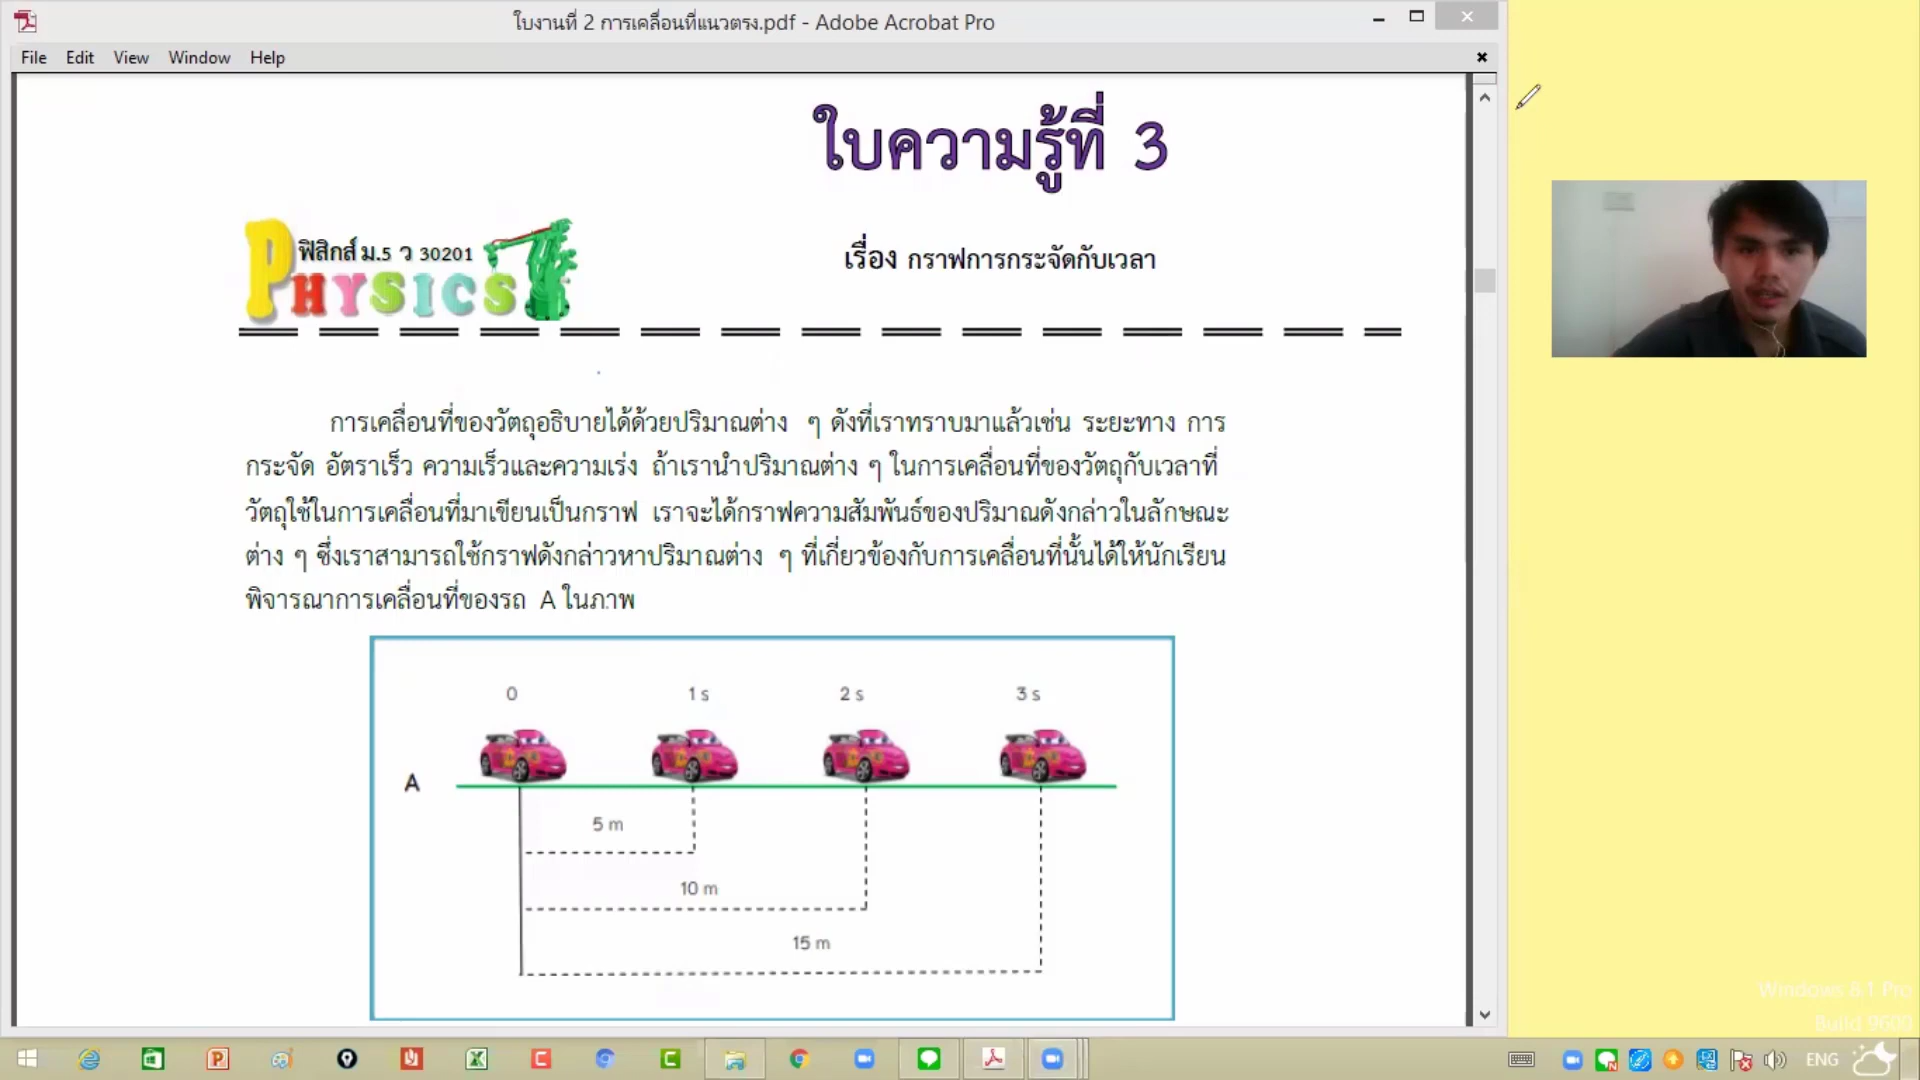 ใบงานที่ 2 การเคลื่อนที่แนวตรง.pdf - Adobe Acrobat Pro
File Edit View Window Help
ใบความรู้ที่ 3
ฟิสิกส์ ม.5 ว 30201
PHYSICS
เรื่อง กราฟการกระจัดกับเวลา
การเคลื่อนที่ของวัตถุอธิบายได้ด้วยปริมาณต่าง ๆ ดังที่เราทราบมาแล้วเช่น ระยะทาง การ
กระจัด อัตราเร็ว ความเร็วและความเร่ง ถ้าเรานำปริมาณต่าง ๆ ในการเคลื่อนที่ของวัตถุกับเวลาที่
วัตถุใช้ในการเคลื่อนที่มาเขียนเป็นกราฟ เราจะได้กราฟความสัมพันธ์ของปริมาณดังกล่าวในลักษณะ
ต่าง ๆ ซึ่งเราสามารถใช้กราฟดังกล่าวหาปริมาณต่าง ๆ ที่เกี่ยวข้องกับการเคลื่อนที่นั้นได้ให้นักเรียน
พิจารณาการเคลื่อนที่ของรถ A ในภาพ
0 1 s 2 s 3 s
A
5 m
10 m
15 m
Windows 8.1 Pro
Build 9600
ENG